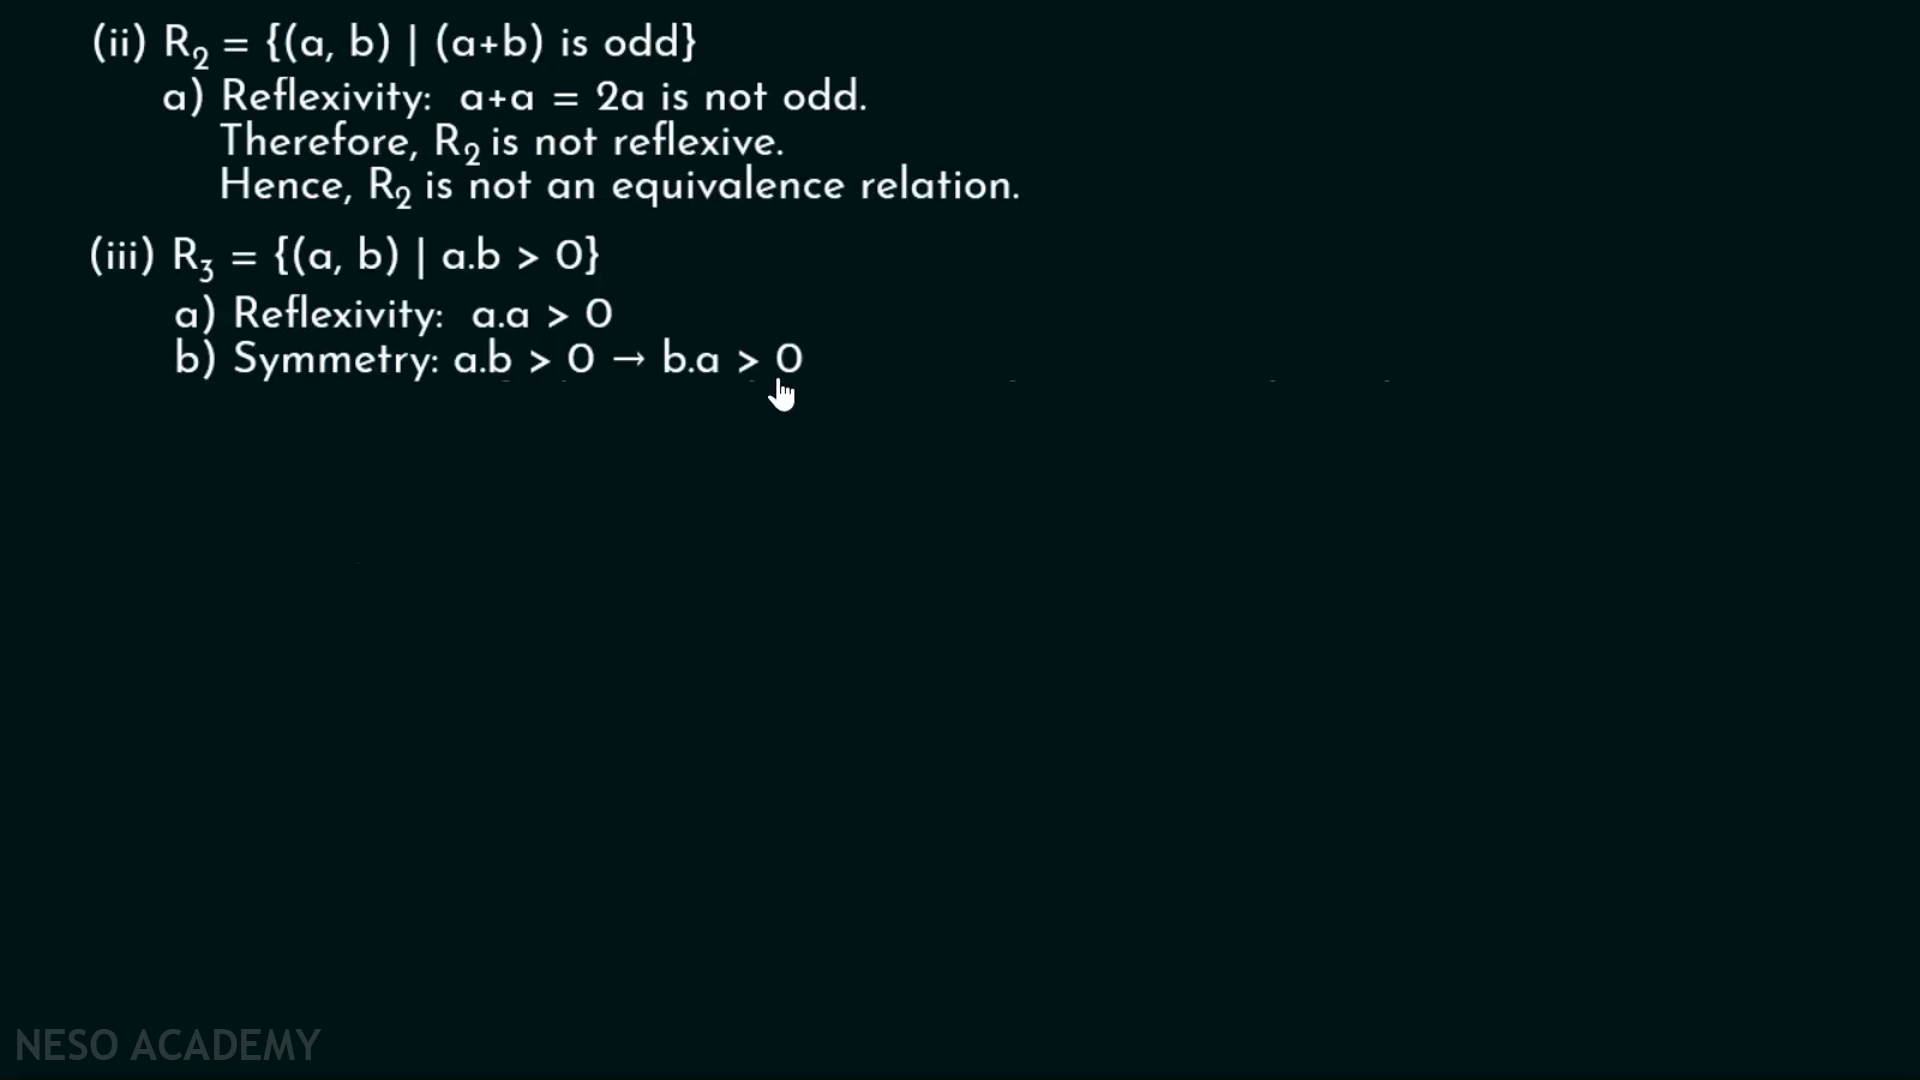 (ii) R₂ = {(a, b) | (a+b) is odd}
a) Reflexivity: a+a = 2a is not odd.
Therefore, R₂ is not reflexive.
Hence, R₂ is not an equivalence relation.
(iii) R₃ = {(a, b) | a.b > 0}
a) Reflexivity: a.a > 0
b) Symmetry: a.b > 0 → b.a > 0
NESO ACADEMY